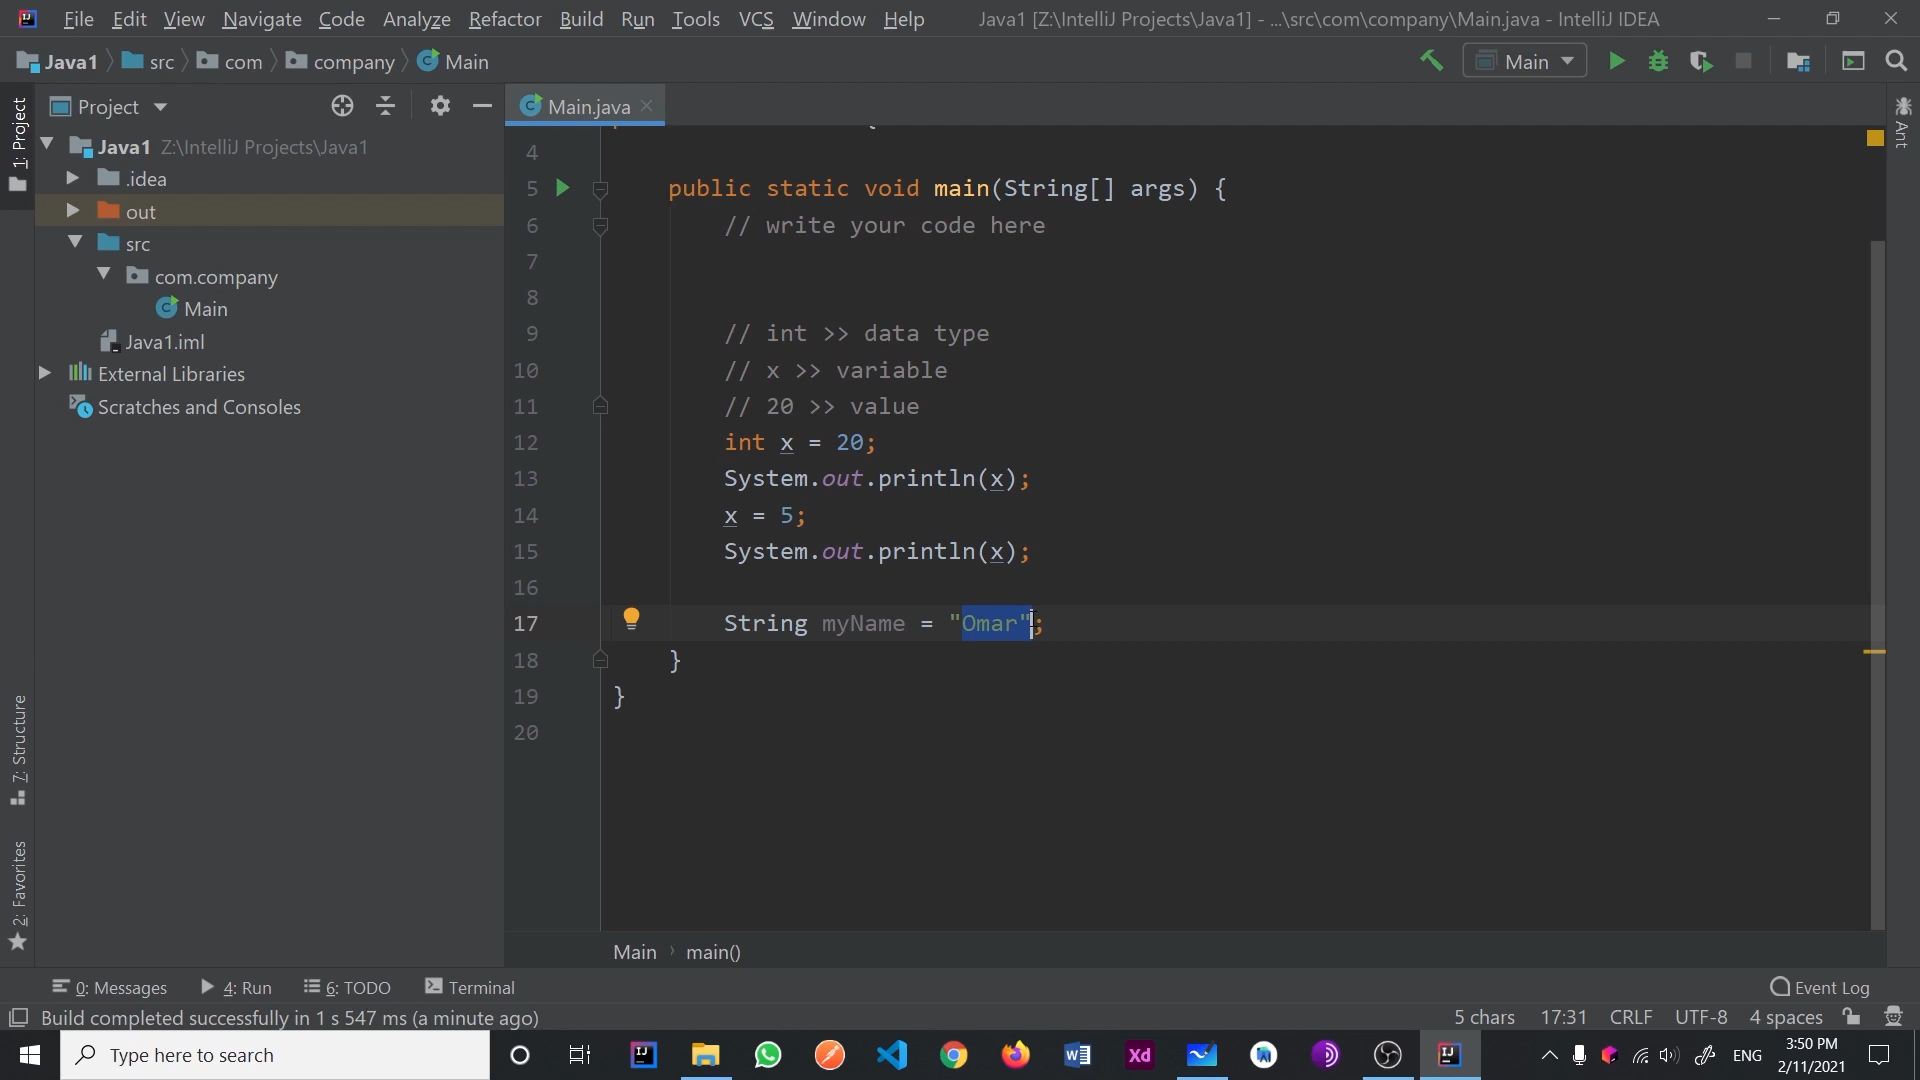 File Edit View Navigate Code Analyze Refactor Build Run Tools VCS Window Help Java1 [Z:\IntelliJ Projects\Java1] - ...\src\com\company\Main.java - IntelliJ IDEA
Java1 src com company Main Main
1: Project
Project
Main.java
Ant
Java1 Z:\IntelliJ Projects\Java1
.idea
out
src
com.company
Main
Java1.iml
External Libraries
Scratches and Consoles
4
5 public static void main(String[] args) {
6 // write your code here
7
8
9 // int >> data type
10 // x >> variable
11 // 20 >> value
12 int x = 20;
13 System.out.println(x);
14 x = 5;
15 System.out.println(x);
16
17 String myName = "Omar";
18 }
19 }
20
7: Structure
2: Favorites
Main main()
0: Messages 4: Run 6: TODO Terminal Event Log
Build completed successfully in 1 s 547 ms (a minute ago) 5 chars 17:31 CRLF UTF-8 4 spaces
Type here to search
ENG
3:50 PM
2/11/2021